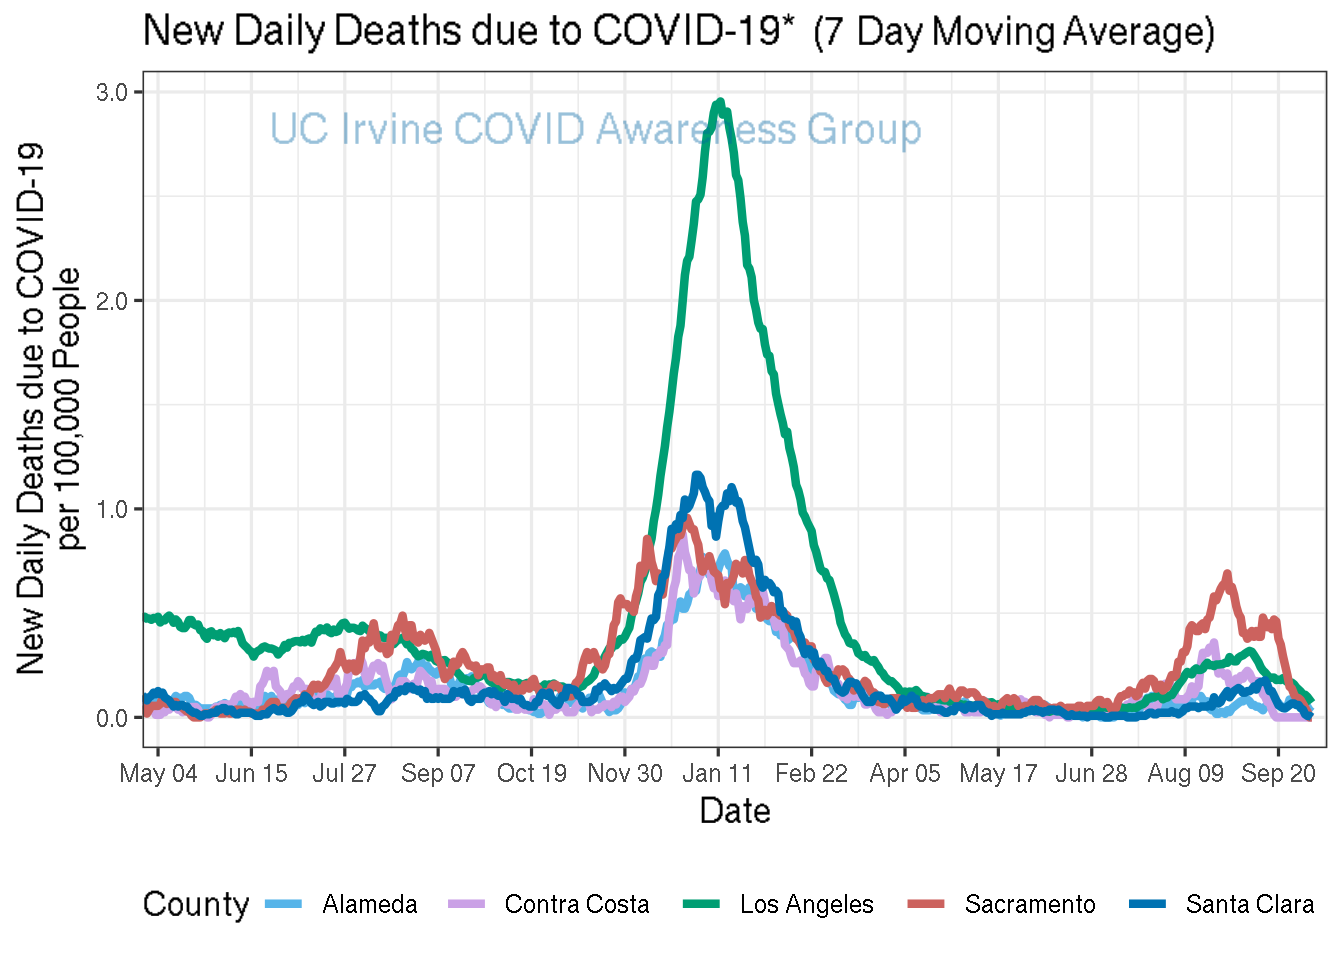 New Daily Deaths due to COVID-19* (7 Day Moving Average)
UC Irvine COVID Awareness Group
New Daily Deaths due to COVID-19
per 100,000 People
3.0
2.0
1.0
0.0
May 04 Jun 15 Jul 27 Sep 07 Oct 19 Nov 30 Jan 11 Feb 22 Apr 05 May 17 Jun 28 Aug 09 Sep 20
Date
County Alameda Contra Costa Los Angeles Sacramento Santa Clara